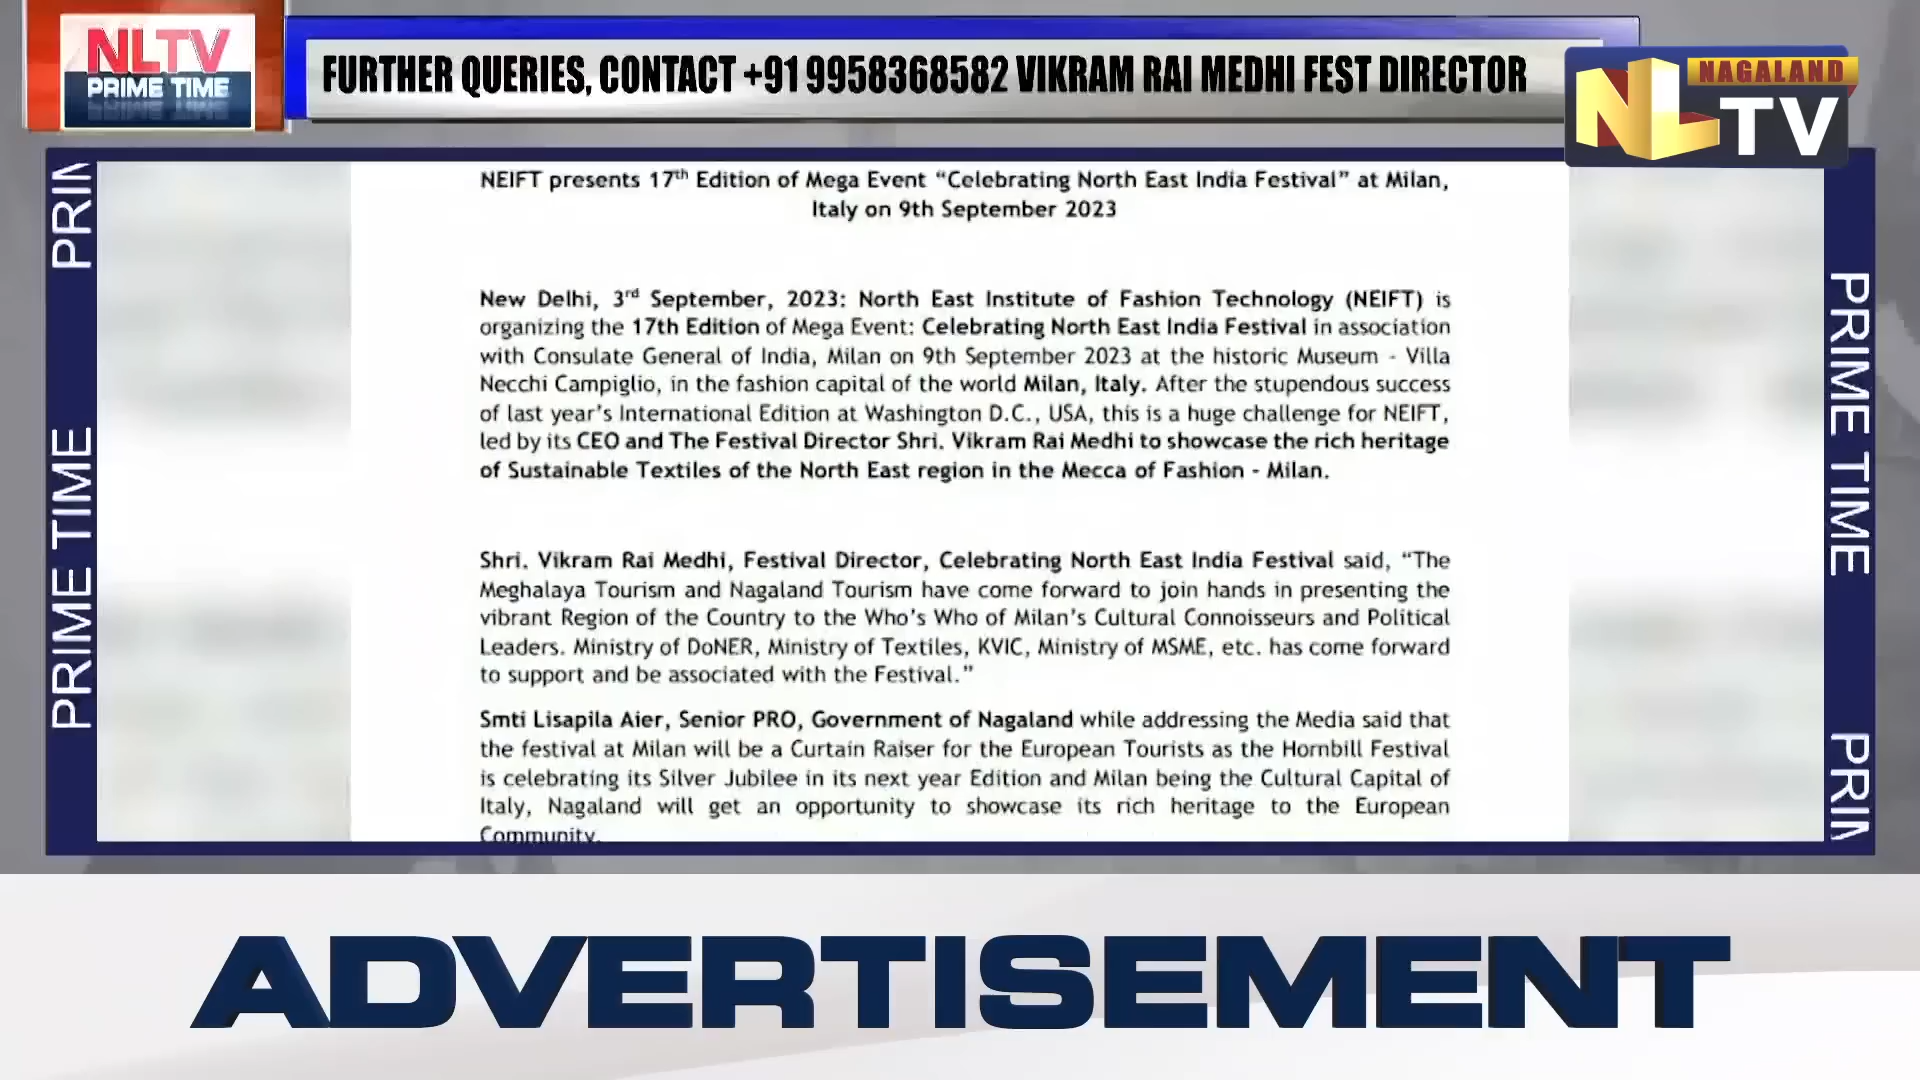 NLTV
PRIME TIME
FURTHER QUERIES, CONTACT +91 9958368582 VIKRAM RAI MEDHI FEST DIRECTOR
NAGALAND
NLTV
PRIME TIME
PRIN
NEIFT presents 17th Edition of Mega Event “Celebrating North East India Festival” at Milan,
Italy on 9th September 2023
New Delhi, 3rd September, 2023: North East Institute of Fashion Technology (NEIFT) is
organizing the 17th Edition of Mega Event: Celebrating North East India Festival in association
with Consulate General of India, Milan on 9th September 2023 at the historic Museum - Villa
Necchi Campiglio, in the fashion capital of the world Milan, Italy. After the stupendous success
of last year’s International Edition at Washington D.C., USA, this is a huge challenge for NEIFT,
led by its CEO and The Festival Director Shri. Vikram Rai Medhi to showcase the rich heritage
of Sustainable Textiles of the North East region in the Mecca of Fashion - Milan.
Shri. Vikram Rai Medhi, Festival Director, Celebrating North East India Festival said, “The
Meghalaya Tourism and Nagaland Tourism have come forward to join hands in presenting the
vibrant Region of the Country to the Who’s Who of Milan’s Cultural Connoisseurs and Political
Leaders. Ministry of DoNER, Ministry of Textiles, KVIC, Ministry of MSME, etc. has come forward
to support and be associated with the Festival.”
Smti Lisapila Aier, Senior PRO, Government of Nagaland while addressing the Media said that
the festival at Milan will be a Curtain Raiser for the European Tourists as the Hornbill Festival
is celebrating its Silver Jubilee in its next year Edition and Milan being the Cultural Capital of
Italy, Nagaland will get an opportunity to showcase its rich heritage to the European
Community.
PRIME TIME
PRIN
ADVERTISEMENT